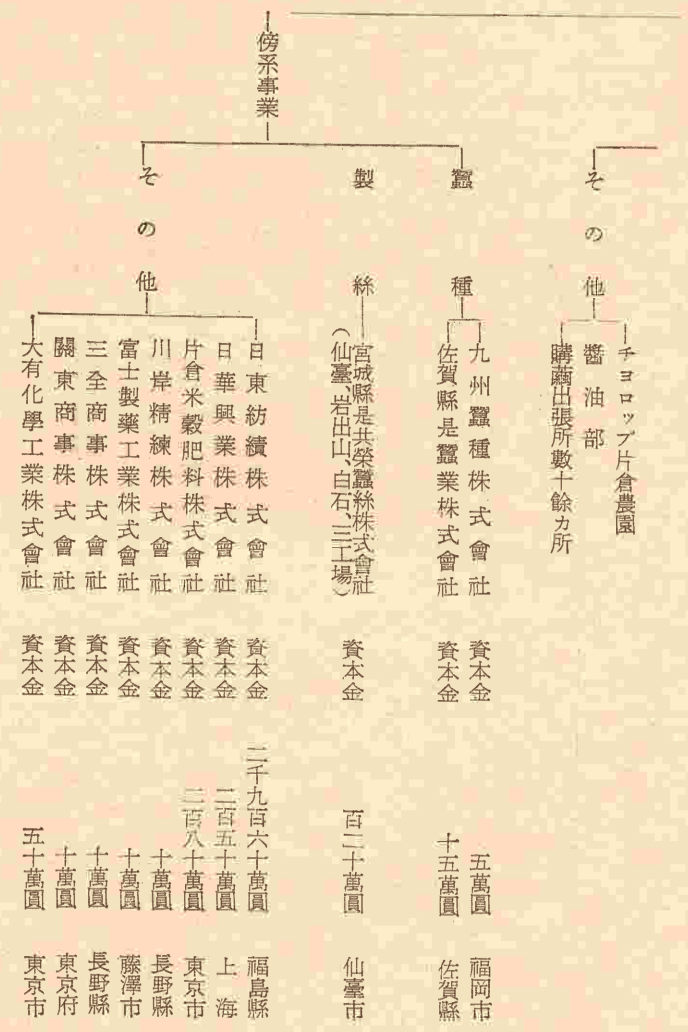 その他
チヨロップ片倉農園
醬油部
購繭出張所數十餘カ所
傍系事業
蠶種
九州蠶種株式會社 資本金 五萬圓 福岡市
佐賀縣是蠶業株式會社 資本金 十五萬圓 佐賀縣
製絲
宮城縣是共榮蠶絲株式會社 資本金 百二十萬圓 仙臺市
(仙臺、岩出山、白石、三工場)
その他
日東紡績株式會社 資本金 二千九百六十萬圓 福島縣
日華興業株式會社 資本金 二百五十萬圓 上海
片倉米穀肥料株式會社 資本金 二百八十萬圓 東京市
川岸精練株式會社 資本金 十萬圓 長野縣
富士製藥工業株式會社 資本金 十萬圓 藤澤市
三全商事株式會社 資本金 十萬圓 長野縣
關東商事株式會社 資本金 十萬圓 東京府
大有化學工業株式會社 資本金 五十萬圓 東京市